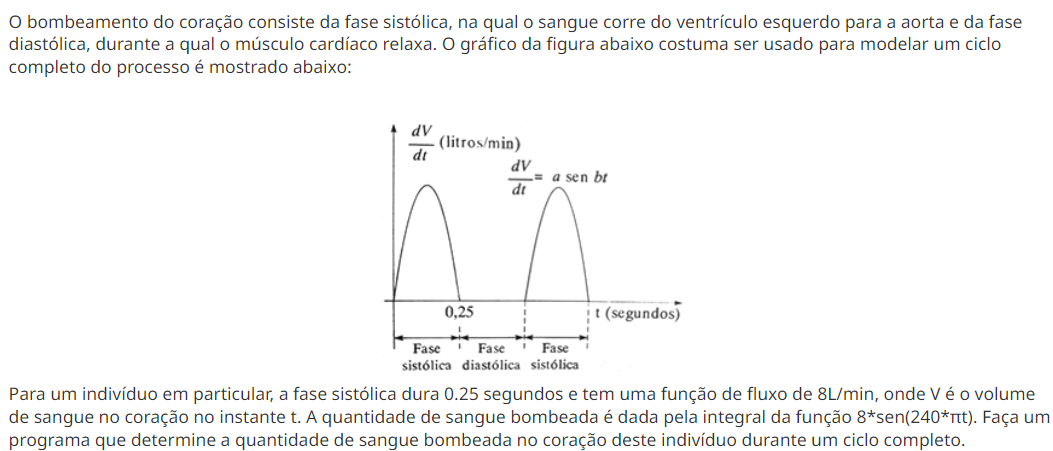 O bombeamento do coração consiste da fase sistólica, na qual o sangue corre do ventrículo esquerdo para a aorta e da fase
diastólica, durante a qual o músculo cardíaco relaxa. O gráfico da figura abaixo costuma ser usado para modelar um ciclo
completo do processo é mostrado abaixo:
dV
dt
(litros/min)
dV
dt
= a sen bt
0,25
t (segundos)
Fase Fase Fase
sistólica diastólica sistólica
Para um indivíduo em particular, a fase sistólica dura 0.25 segundos e tem uma função de fluxo de 8L/min, onde V é o volume
de sangue no coração no instante t. A quantidade de sangue bombeada é dada pela integral da função 8*sen(240*πt). Faça um
programa que determine a quantidade de sangue bombeada no coração deste indivíduo durante um ciclo completo.